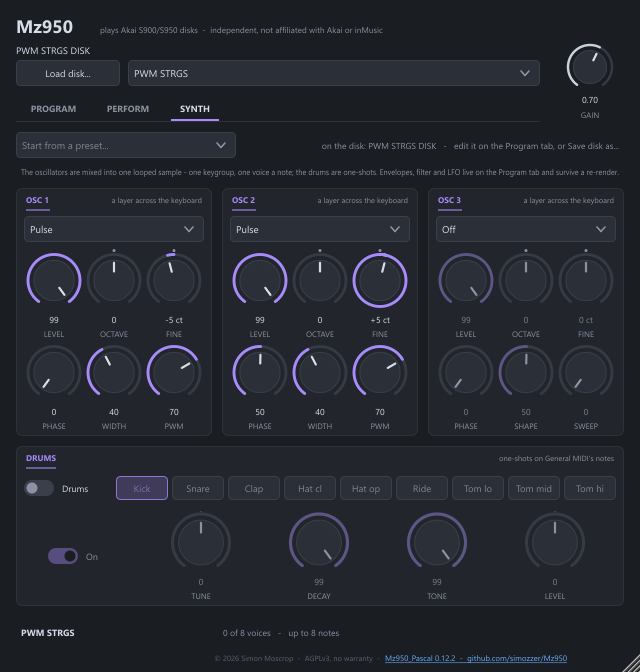 Mz950 plays Akai S900/S950 disks - independent, not affiliated with Akai or inMusic
PWM STRGS DISK
Load disk... PWM STRGS
0.70
GAIN
PROGRAM PERFORM SYNTH
Start from a preset... on the disk: PWM STRGS DISK - edit it on the Program tab, or Save disk as...
The oscillators are mixed into one looped sample - one keygroup, one voice a note; the drums are one-shots. Envelopes, filter and LFO live on the Program tab and survive a re-render.
OSC 1 a layer across the keyboard
Pulse
99 0 -5 ct
LEVEL OCTAVE FINE
0 40 70
PHASE WIDTH PWM
OSC 2 a layer across the keyboard
Pulse
99 0 +5 ct
LEVEL OCTAVE FINE
50 40 70
PHASE WIDTH PWM
OSC 3 a layer across the keyboard
Off
99 0 0 ct
LEVEL OCTAVE FINE
0 50 0
PHASE SHAPE SWEEP
DRUMS one-shots on General MIDI's notes
Drums Kick Snare Clap Hat cl Hat op Ride Tom lo Tom mid Tom hi
On
0 99 99 0
TUNE DECAY TONE LEVEL
PWM STRGS 0 of 8 voices - up to 8 notes
© 2026 Simon Moscrop - AGPLv3, no warranty - Mz950_Pascal 0.12.2 - github.com/simozzer/Mz950